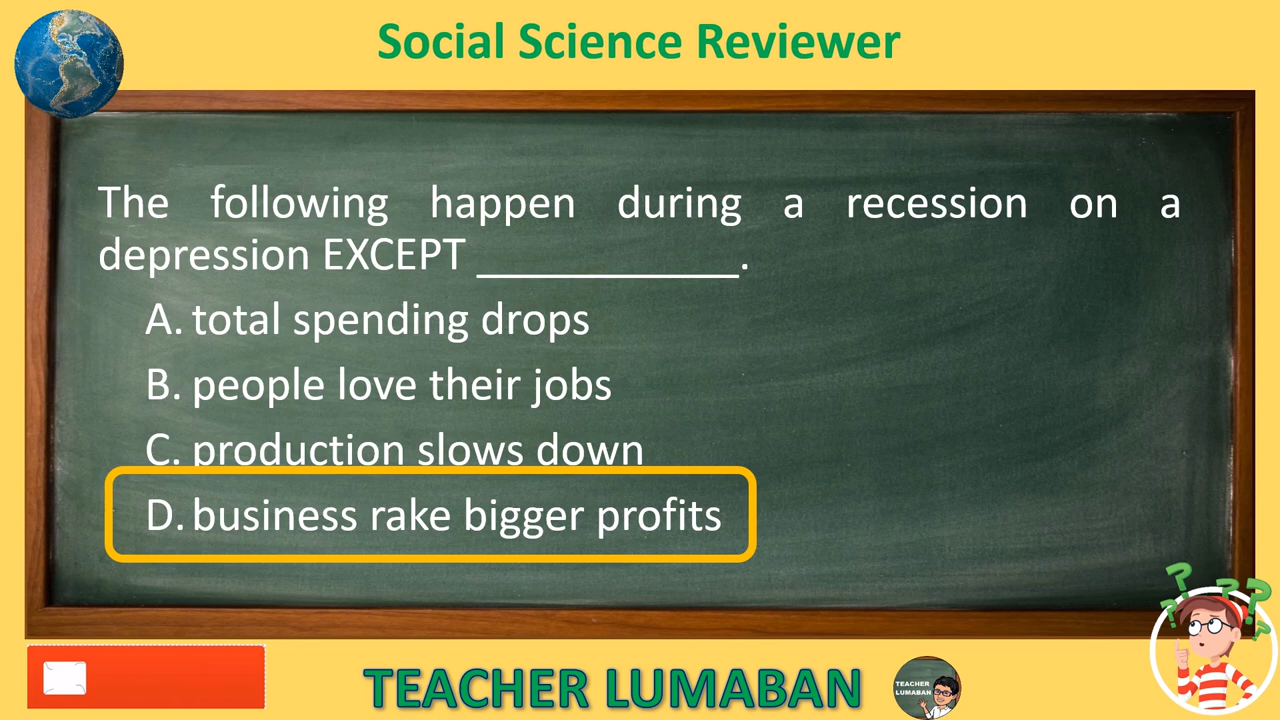 Social Science Reviewer
The following happen during a recession on a
depression EXCEPT ____________.
A. total spending drops
B. people love their jobs
C. production slows down
D. business rake bigger profits
TEACHER LUMABAN
TEACHER
LUMABAN